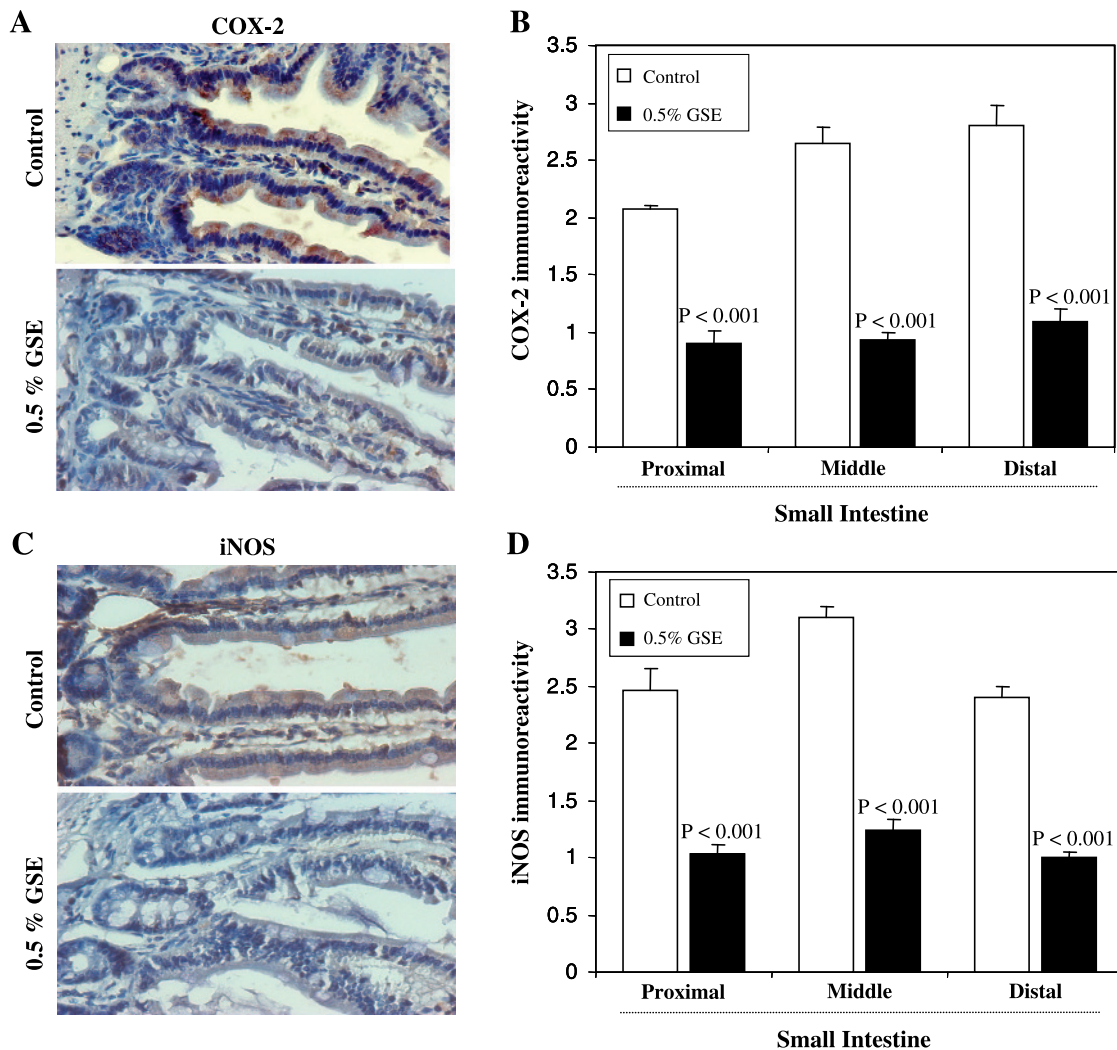 A
COX-2
Control
0.5 % GSE
B
COX-2 immunoreactivity
3.5
3
2.5
2
1.5
1
0.5
0
Control
0.5% GSE
P < 0.001
P < 0.001
P < 0.001
Proximal
Middle
Distal
Small Intestine
C
iNOS
Control
0.5 % GSE
D
iNOS immunoreactivity
3.5
3
2.5
2
1.5
1
0.5
0
Control
0.5% GSE
P < 0.001
P < 0.001
P < 0.001
Proximal
Middle
Distal
Small Intestine